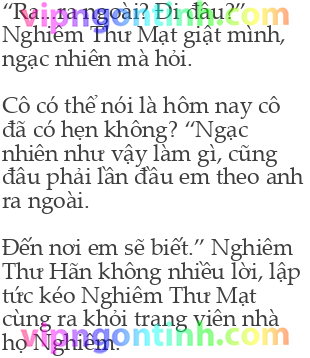 “Ra...ra ngoài? Đi đâu?”
Nghiêm Thư Mạt giật mình,
ngạc nhiên mà hỏi.
Cô có thể nói là hôm nay cô
đã có hẹn không? “Ngạc
nhiên như vậy làm gì, cũng
đâu phải lần đầu em theo anh
ra ngoài.
Đến nơi em sẽ biết.” Nghiêm
Thư Hãn không nhiều lời, lập
tức kéo Nghiêm Thư Mạt
cùng ra khỏi trang viên nhà
họ Nghiêm.
vipngontinh.com
vipngontinh.com
vipngontinh.com